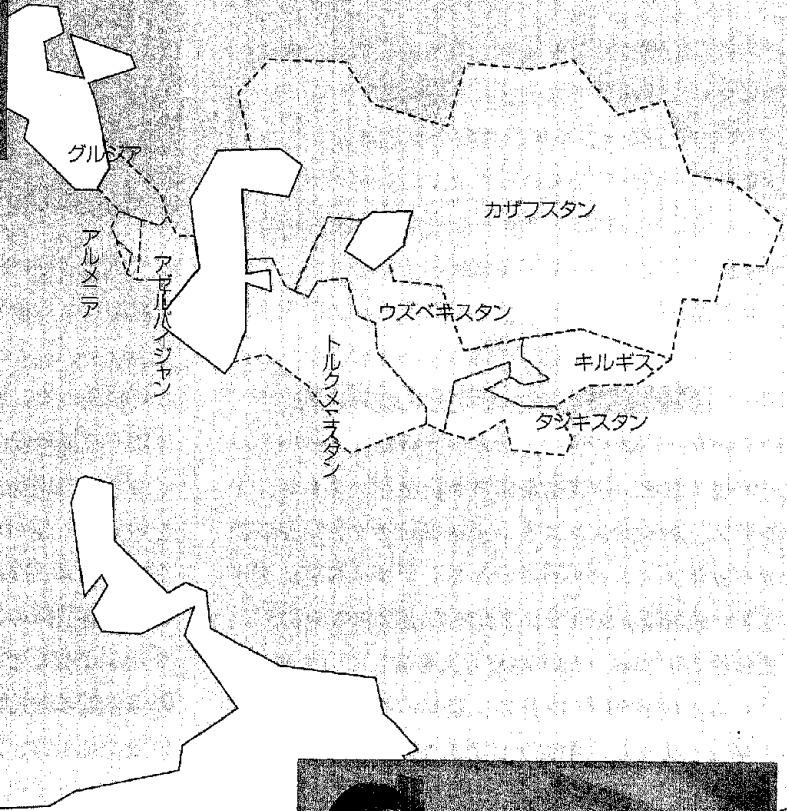 グルジア
カザフスタン
アルメニア
アゼルバイジャン
ウズベキスタン
トルクメニスタン
キルギス
タジキスタン